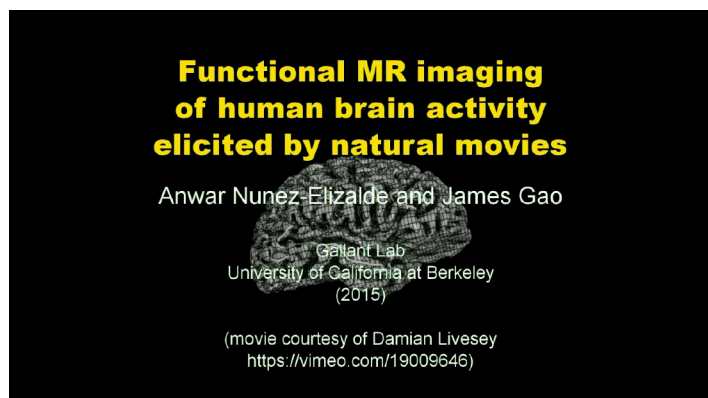 Functional MR imaging
of human brain activity
elicited by natural movies
Anwar Nunez-Elizalde and James Gao
Gallant Lab
University of California at Berkeley
(2015)
(movie courtesy of Damian Livesey
https://vimeo.com/19009646)